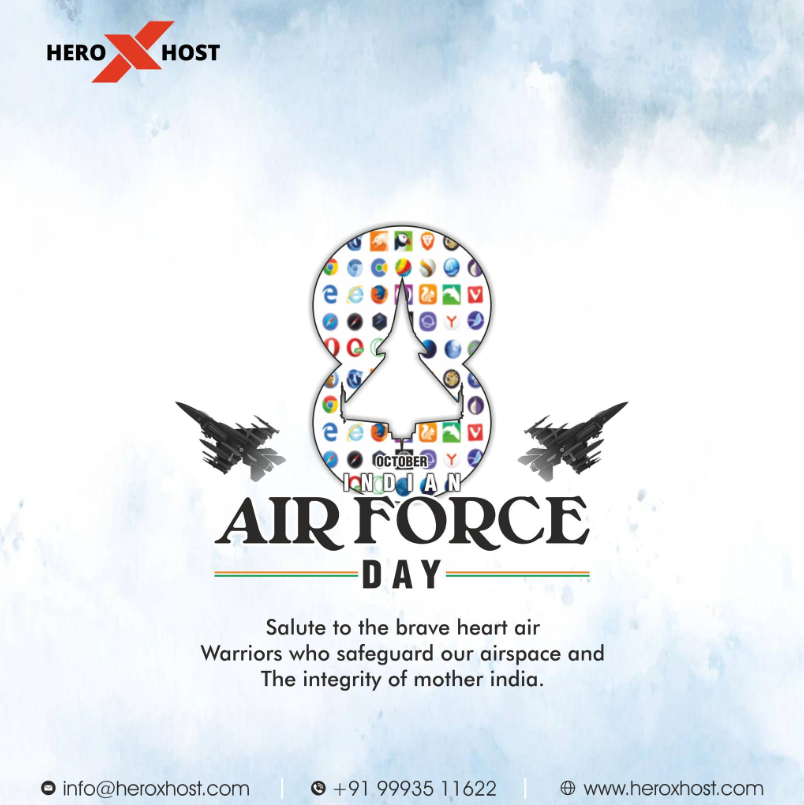 HERO X HOST
OCTOBER
INDIAN
AIR FORCE
DAY
Salute to the brave heart air
Warriors who safeguard our airspace and
The integrity of mother india.
info@heroxhost.com
+91 99935 11622
www.heroxhost.com